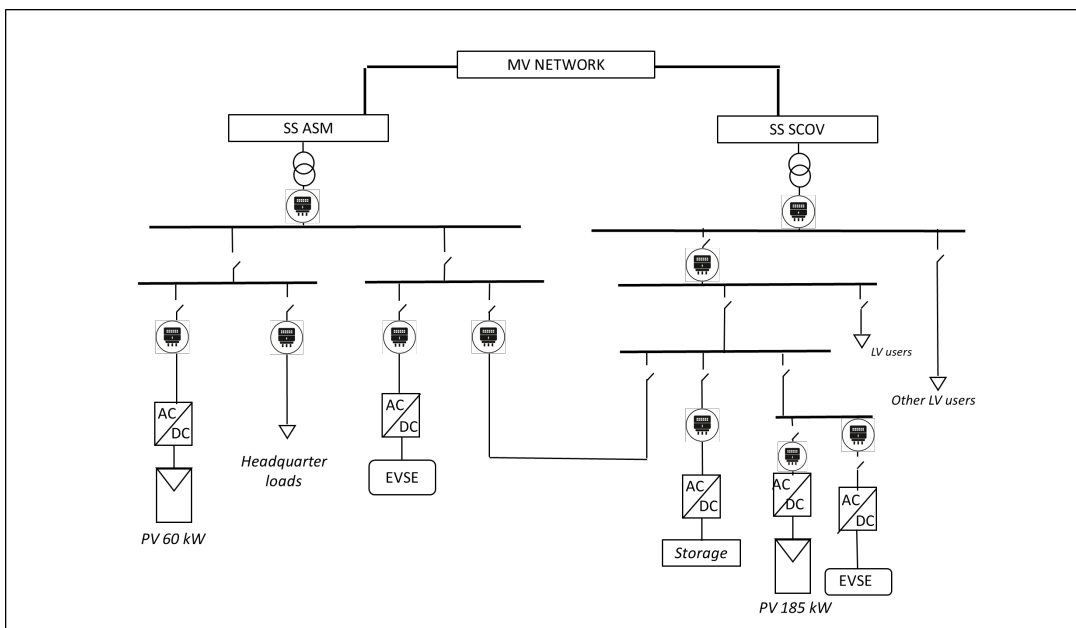 MV NETWORK
SS ASM
SS SCOV
LV users
Other LV users
AC
DC
AC
DC
Headquarter
loads
EVSE
PV 60 kW
AC
DC
AC
DC
AC
DC
Storage
EVSE
PV 185 kW